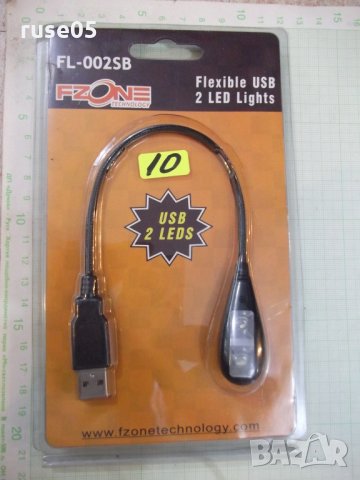 ruse05
FL-002SB
FZONE
TECHNOLOGY
Flexible USB
2 LED Lights
10
USB
2 LEDS
www.fzonetechnology.com
BAZAR